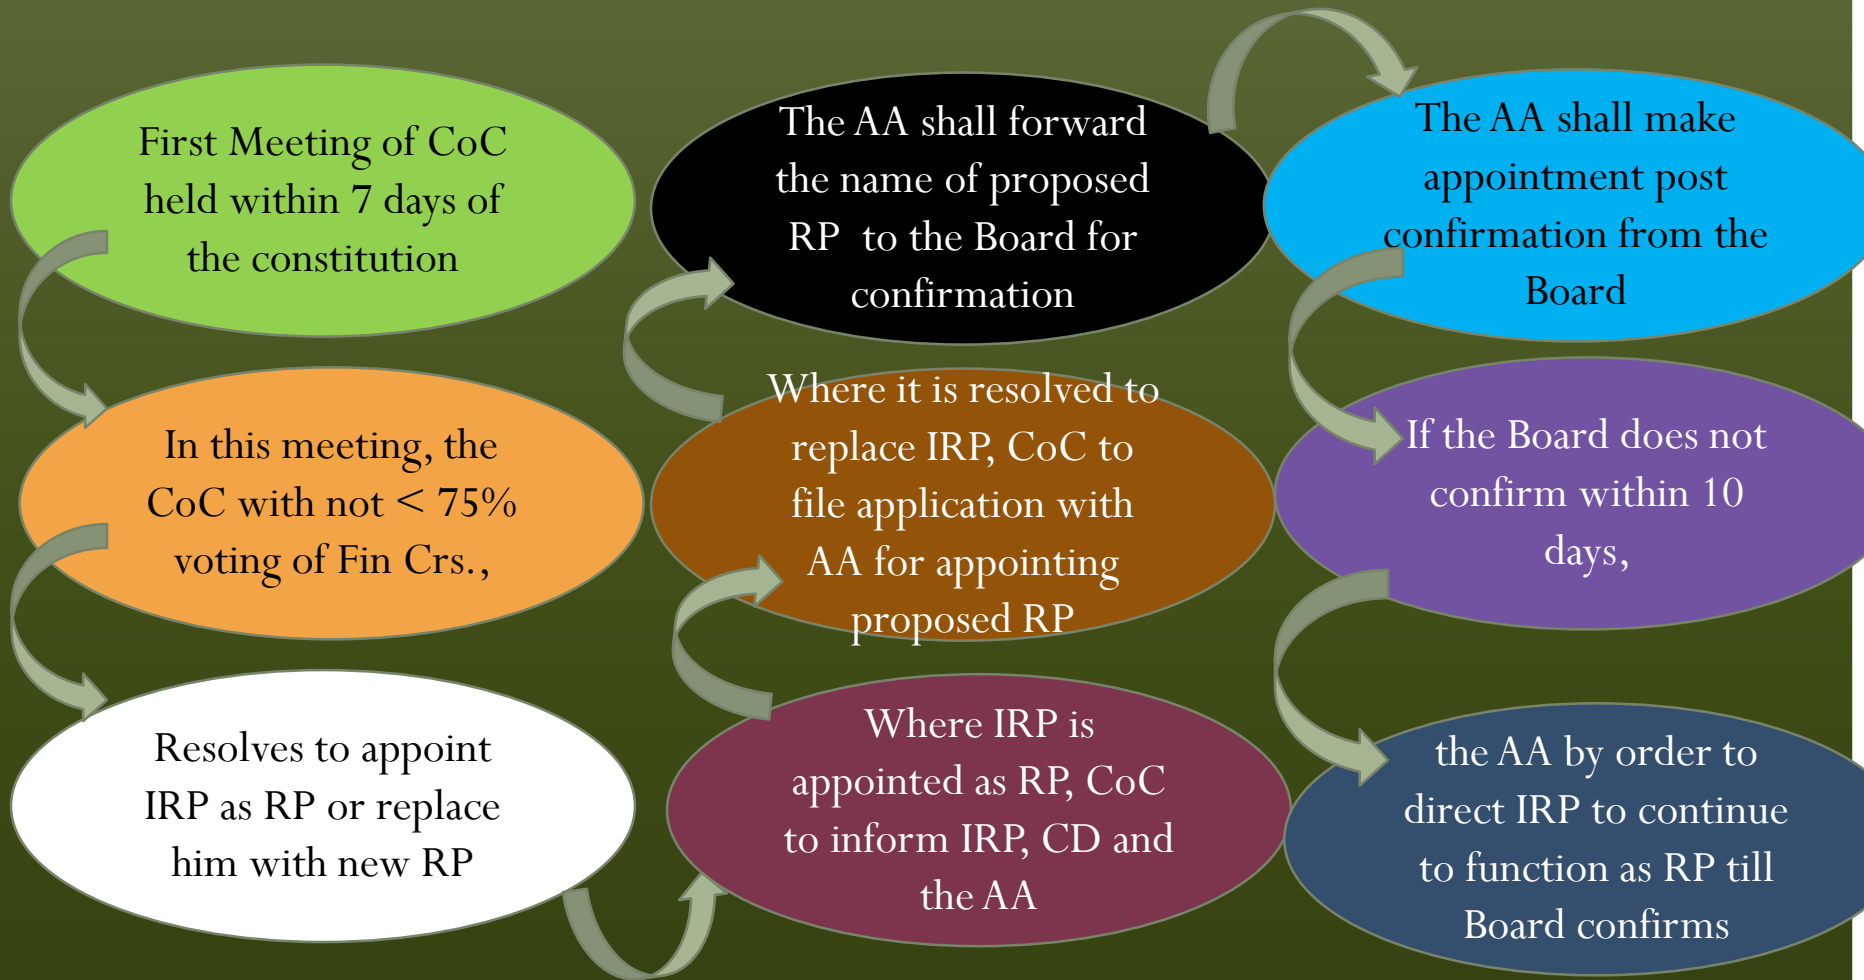 First Meeting of CoC
held within 7 days of
the constitution
In this meeting, the
CoC with not < 75%
voting of Fin Crs.,
Resolves to appoint
IRP as RP or replace
him with new RP
Where IRP is
appointed as RP, CoC
to inform IRP, CD and
the AA
Where it is resolved to
replace IRP, CoC to
file application with
AA for appointing
proposed RP
The AA shall forward
the name of proposed
RP to the Board for
confirmation
The AA shall make
appointment post
confirmation from the
Board
If the Board does not
confirm within 10
days,
the AA by order to
direct IRP to continue
to function as RP till
Board confirms